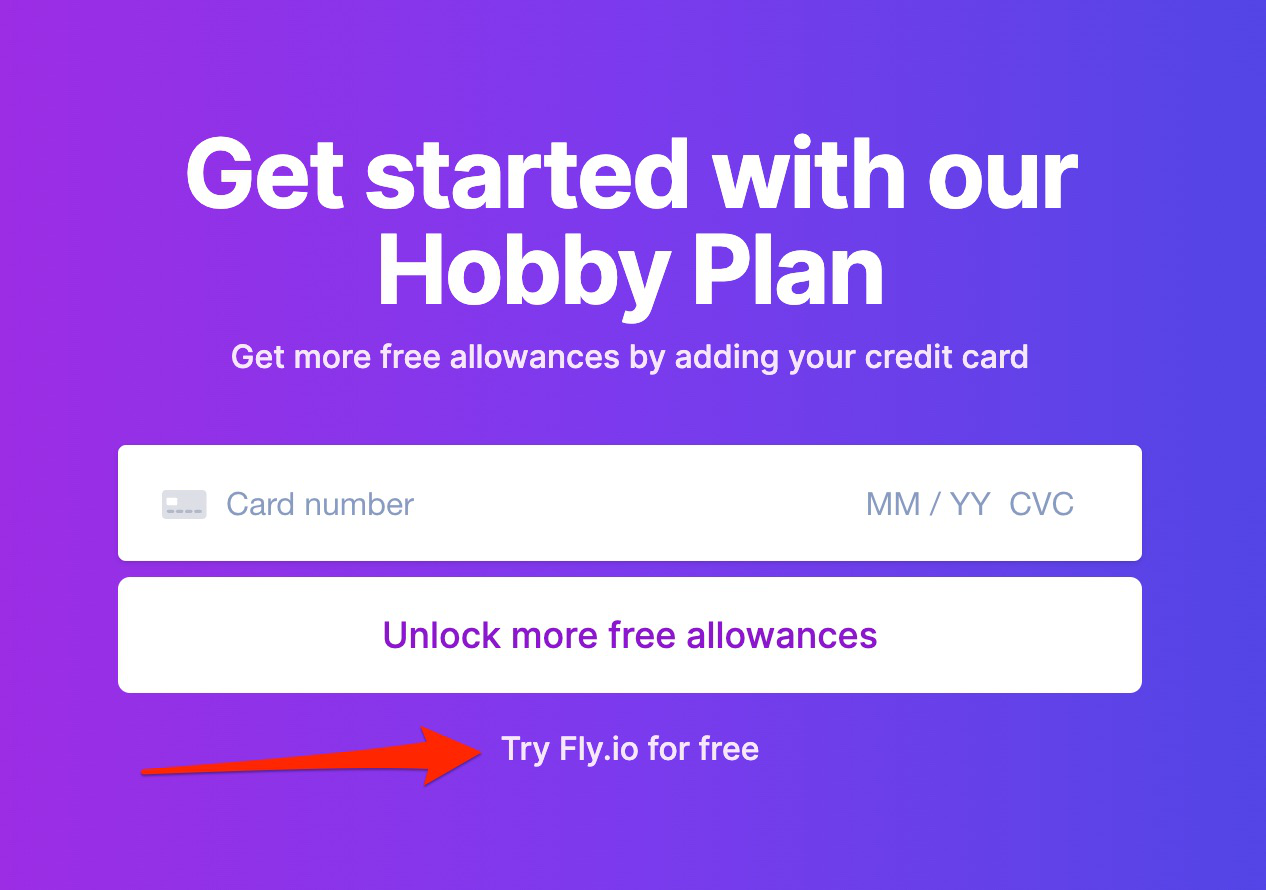 Get started with our
Hobby Plan
Get more free allowances by adding your credit card
Card number MM / YY CVC
Unlock more free allowances
Try Fly.io for free